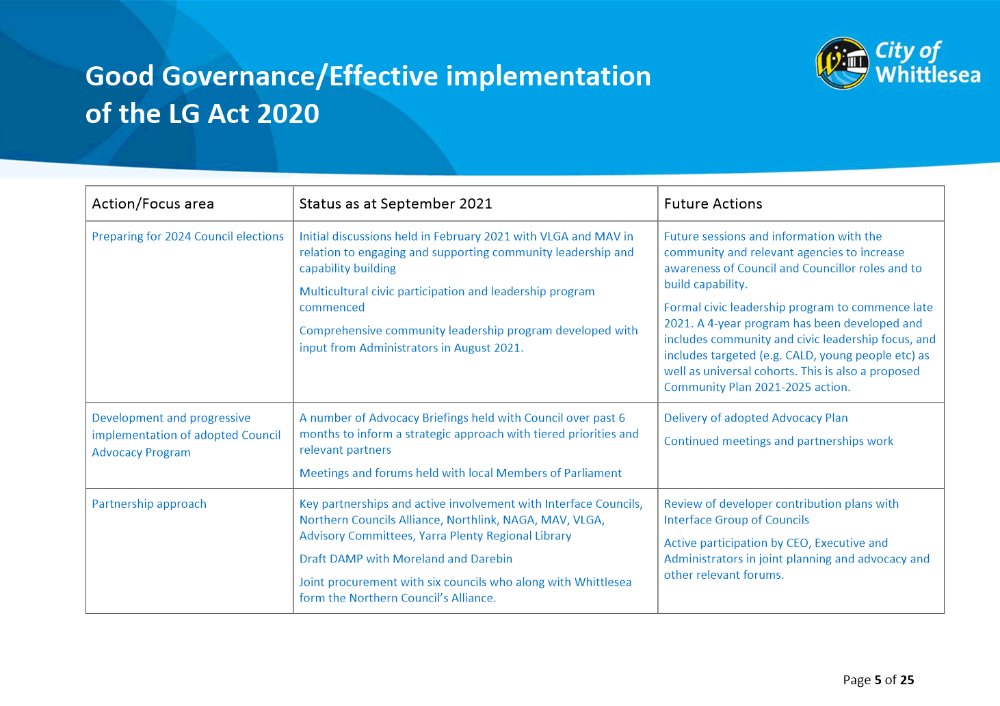 Good Governance/Effective implementation
of the LG Act 2020
City of
Whittlesea
Action/Focus area
Status as at September 2021
Future Actions
Preparing for 2024 Council elections
Initial discussions held in February 2021 with VLGA and MAV in
relation to engaging and supporting community leadership and
capability building
Multicultural civic participation and leadership program
commenced
Comprehensive community leadership program developed with
input from Administrators in August 2021.
Future sessions and information with the
community and relevant agencies to increase
awareness of Council and Councillor roles and to
build capability.
Formal civic leadership program to commence late
2021. A 4-year program has been developed and
includes community and civic leadership focus, and
includes targeted (e.g. CALD, young people etc) as
well as universal cohorts. This is also a proposed
Community Plan 2021-2025 action.
Development and progressive
implementation of adopted Council
Advocacy Program
A number of Advocacy Briefings held with Council over past 6
months to inform a strategic approach with tiered priorities and
relevant partners
Meetings and forums held with local Members of Parliament
Delivery of adopted Advocacy Plan
Continued meetings and partnerships work
Partnership approach
Key partnerships and active involvement with Interface Councils,
Northern Councils Alliance, Northlink, NAGA, MAV, VLGA,
Advisory Committees, Yarra Plenty Regional Library
Draft DAMP with Moreland and Darebin
Joint procurement with six councils who along with Whittlesea
form the Northern Council’s Alliance.
Review of developer contribution plans with
Interface Group of Councils
Active participation by CEO, Executive and
Administrators in joint planning and advocacy and
other relevant forums.
Page 5 of 25